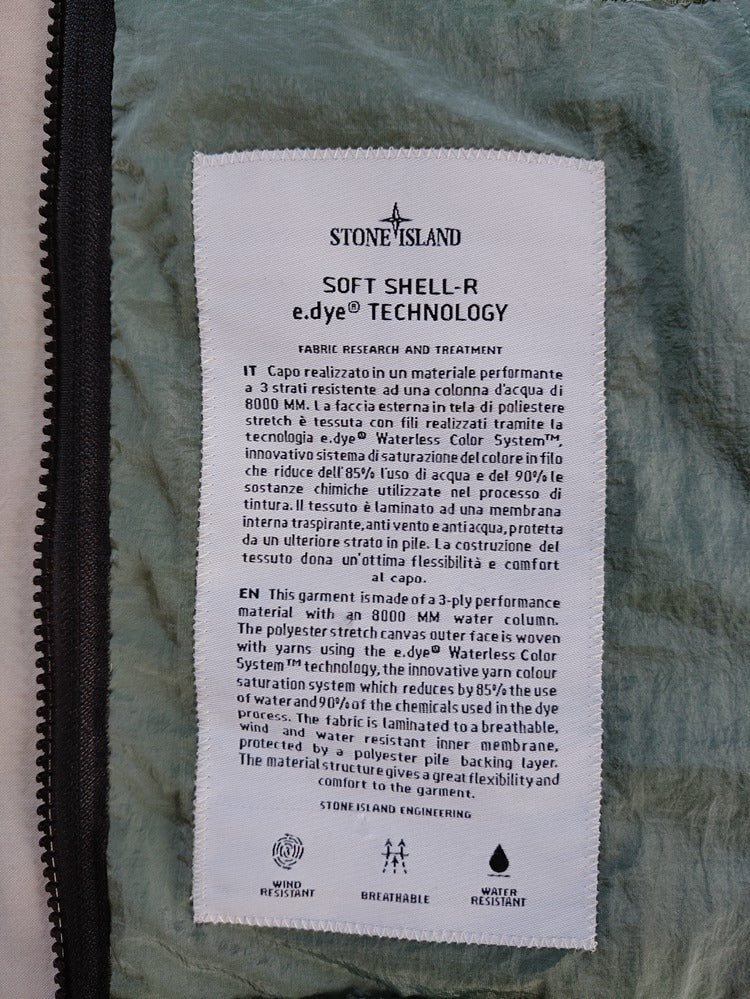 STONE ISLAND
SOFT SHELL-R
e.dye® TECHNOLOGY
FABRIC RESEARCH AND TREATMENT
IT Capo realizzato in un materiale performante
a 3 strati resistente ad una colonna d'acqua di
8000 MM. La faccia esterna in tela di poliestere
stretch è tessuta con fili realizzati tramite la
tecnologia e.dye® Waterless Color System™,
innovativo sistema di saturazione del colore in filo
che riduce dell'85% l'uso di acqua e del 90% le
sostanze chimiche utilizzate nel processo di
tintura. Il tessuto è laminato ad una membrana
interna traspirante, anti vento e anti acqua, protetta
da un ulteriore strato in pile. La costruzione del
tessuto dona un'ottima flessibilità e comfort
al capo.
EN This garment is made of a 3-ply performance
material with an 8000 MM water column.
The polyester stretch canvas outer face is woven
with yarns using the e.dye® Waterless Color
System™ technology, the innovative yarn colour
saturation system which reduces by 85% the use
of water and 90% of the chemicals used in the dye
process. The fabric is laminated to a breathable,
wind and water resistant inner membrane,
protected by a polyester pile backing layer.
The material structure gives a great flexibility and
comfort to the garment.
STONE ISLAND ENGINEERING
WIND
RESISTANT
BREATHABLE
WATER
RESISTANT